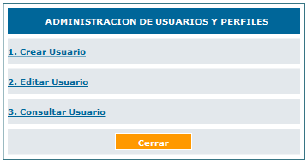 ADMINISTRACION DE USUARIOS Y PERFILES
1. Crear Usuario
2. Editar Usuario
3. Consultar Usuario
Cerrar